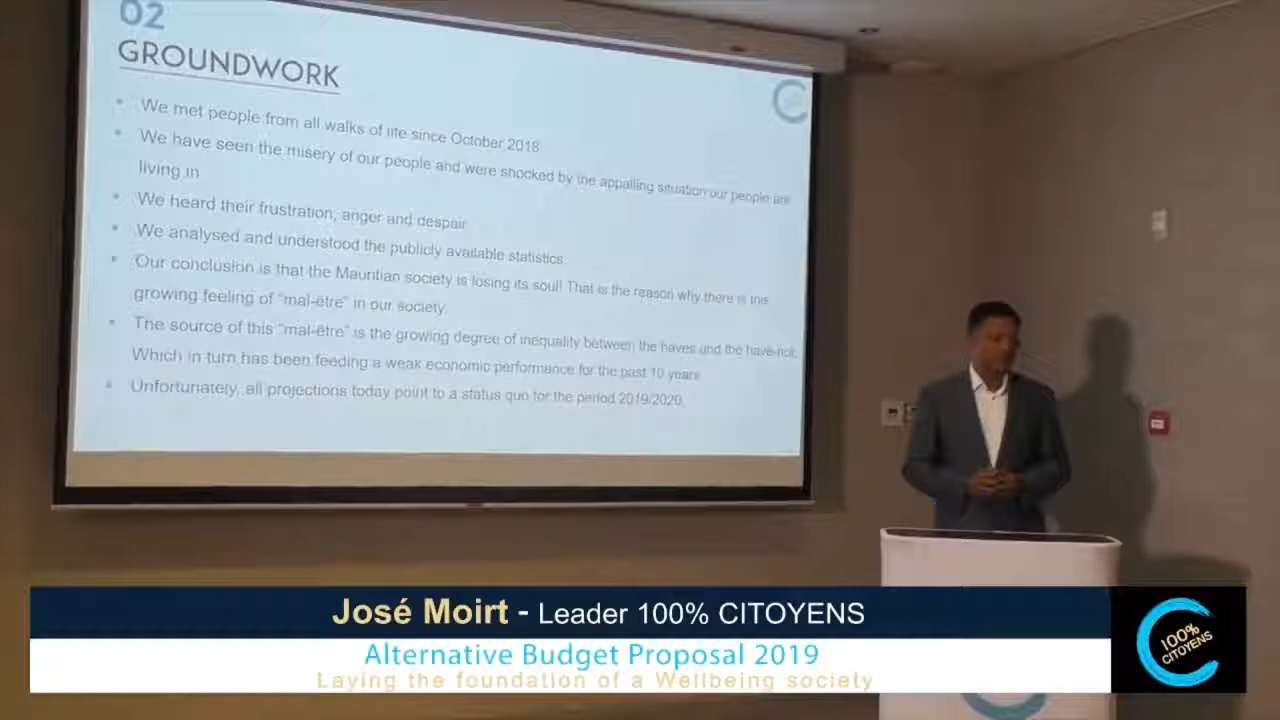 02
GROUNDWORK
We met people from all walks of life since October 2018
We have seen the misery of our people and were shocked by the appalling situation our people are
living in
We heard their frustration, anger and despair
We analysed and understood the publicly available statistics
Our conclusion is that the Mauritian society is losing its soul! That is the reason why there is this
growing feeling of "mal-être" in our society.
The source of this "mal-être" is the growing degree of inequality between the haves and the have-not.
Which in turn has been feeding a weak economic performance for the past 10 years
Unfortunately, all projections today point to a status quo for the period 2019/2020.
José Moirt - Leader 100% CITOYENS
Alternative Budget Proposal 2019
Laying the foundation of a Wellbeing society
100%
CITOYENS